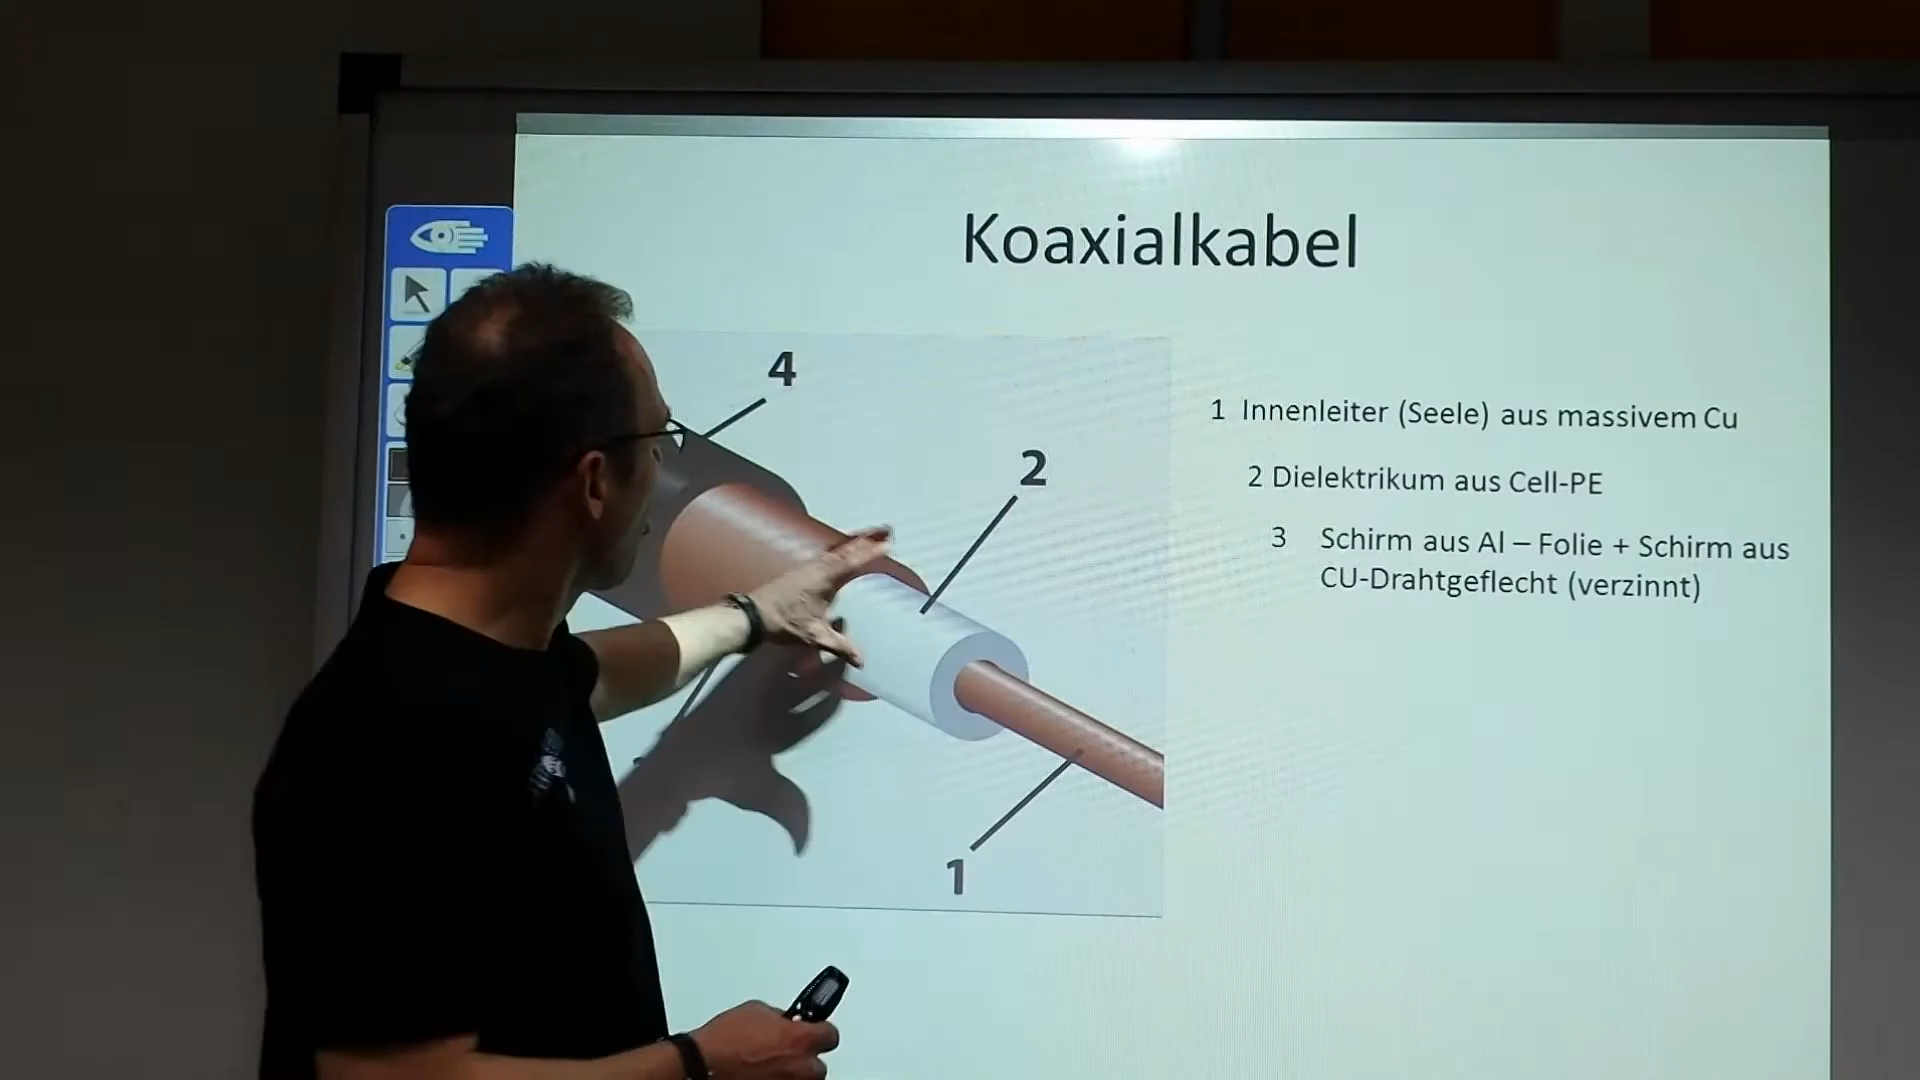 Koaxialkabel
4
2
1
1 Innenleiter (Seele) aus massivem Cu
2 Dielektrikum aus Cell-PE
3 Schirm aus Al – Folie + Schirm aus
CU-Drahtgeflecht (verzinnt)